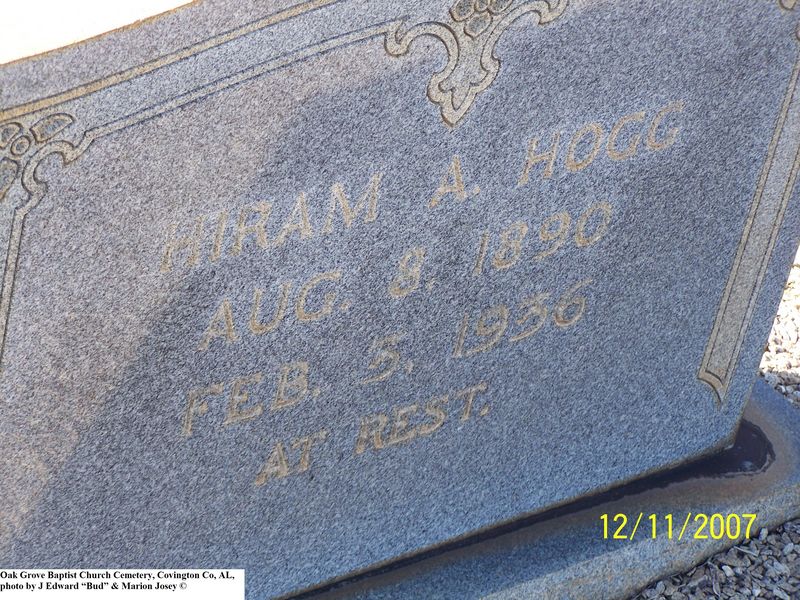 HIRAM A. HOGG
AUG. 8, 1890
FEB. 5, 1936
AT REST.
12/11/2007
Oak Grove Baptist Church Cemetery, Covington Co, AL,
photo by J Edward “Bud” & Marion Josey ©